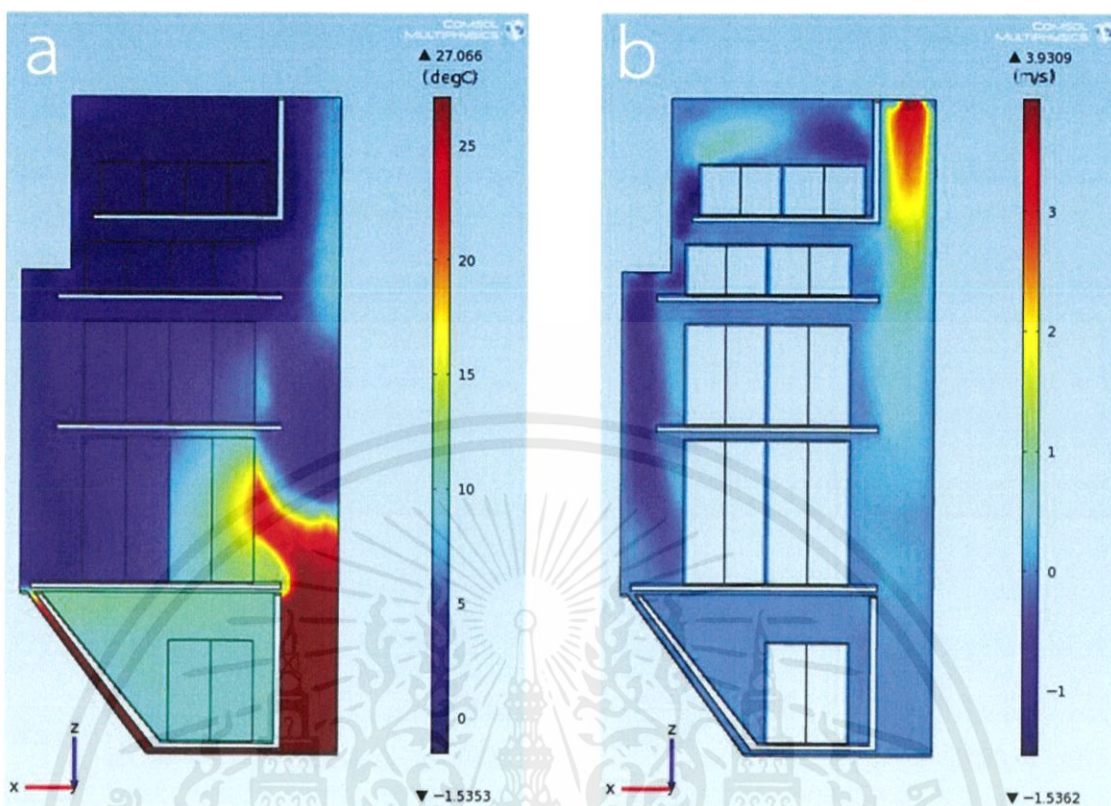 a
COMSOL
MULTIPHYSICS
▲ 27.066
(degC)
25
20
15
10
5
0
▼ −1.5353
z
y
x
b
COMSOL
MULTIPHYSICS
▲ 3.9309
(m/s)
3
2
1
0
−1
▼ −1.5362
z
y
x